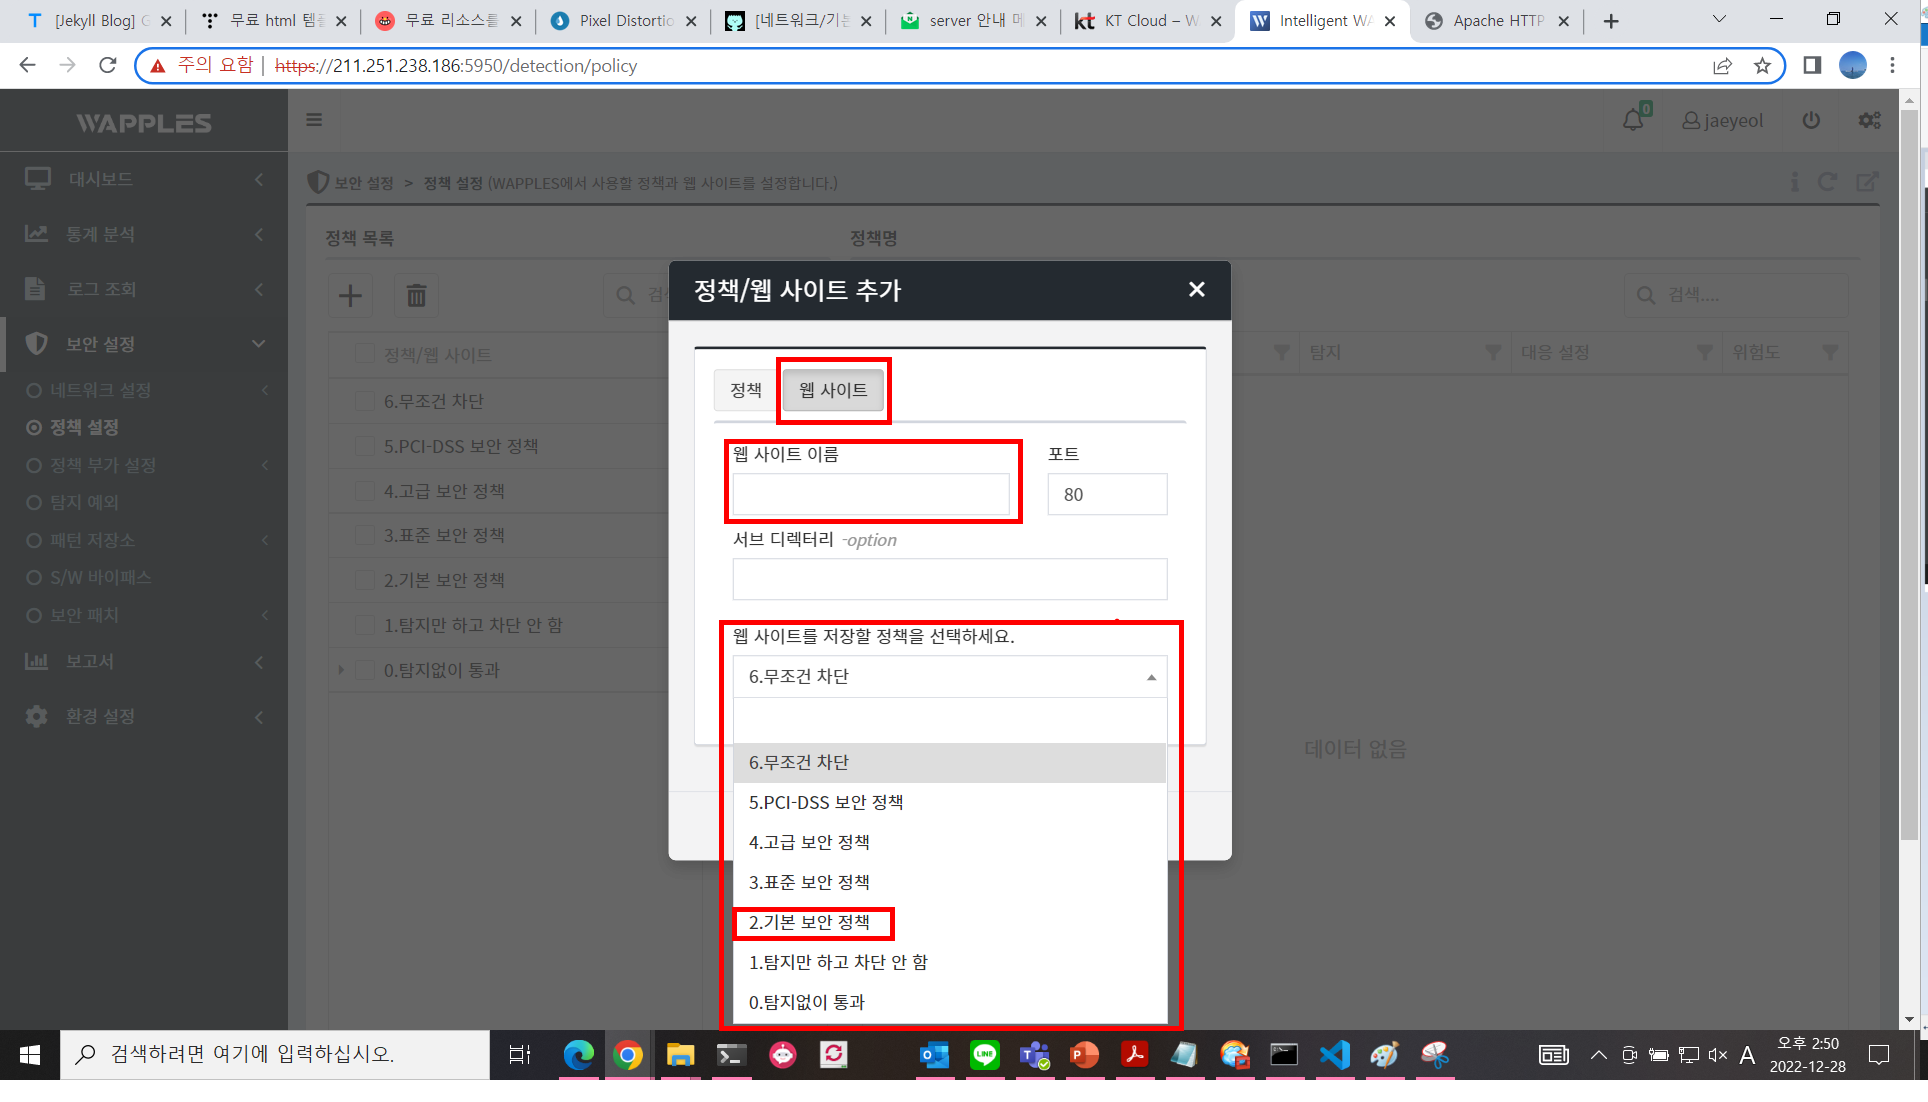 [Jekyll Blog] G
무료 html 템플
무료 리소스를
Pixel Distortio
[네트워크/기본
server 안내 메
KT Cloud – W
Intelligent WA
Apache HTTP
주의 요함
https://211.251.238.186:5950/detection/policy
WAPPLES
0
jaeyeol
대시보드
통계 분석
로그 조회
보안 설정
네트워크 설정
정책 설정
정책 부가 설정
탐지 예외
패턴 저장소
S/W 바이패스
보안 패치
보고서
환경 설정
보안 설정 > 정책 설정 (WAPPLES에서 사용할 정책과 웹 사이트를 설정합니다.)
정책 목록
정책명
검색....
정책/웹 사이트
탐지
대응 설정
위험도
6.무조건 차단
5.PCI-DSS 보안 정책
4.고급 보안 정책
3.표준 보안 정책
2.기본 보안 정책
1.탐지만 하고 차단 안 함
0.탐지없이 통과
데이터 없음
정책/웹 사이트 추가
정책
웹 사이트
웹 사이트 이름
포트
80
서브 디렉터리 -option
웹 사이트를 저장할 정책을 선택하세요.
6.무조건 차단
6.무조건 차단
5.PCI-DSS 보안 정책
4.고급 보안 정책
3.표준 보안 정책
2.기본 보안 정책
1.탐지만 하고 차단 안 함
0.탐지없이 통과
검색하려면 여기에 입력하십시오.
A
오후 2:50
2022-12-28